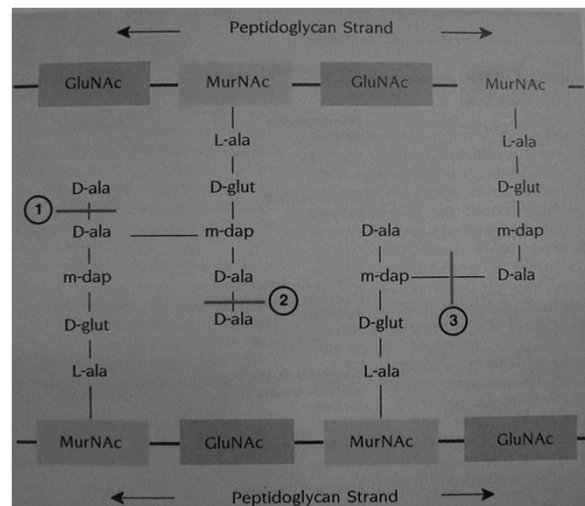 Peptidoglycan Strand
GluNAc MurNAc GluNAc MurNAc
L-ala L-ala
D-ala D-glut D-glut
1
D-ala m-dap D-ala m-dap
m-dap D-ala m-dap D-ala
2
D-glut D-ala D-glut 3
L-ala L-ala
MurNAc GluNAc MurNAc GluNAc
Peptidoglycan Strand